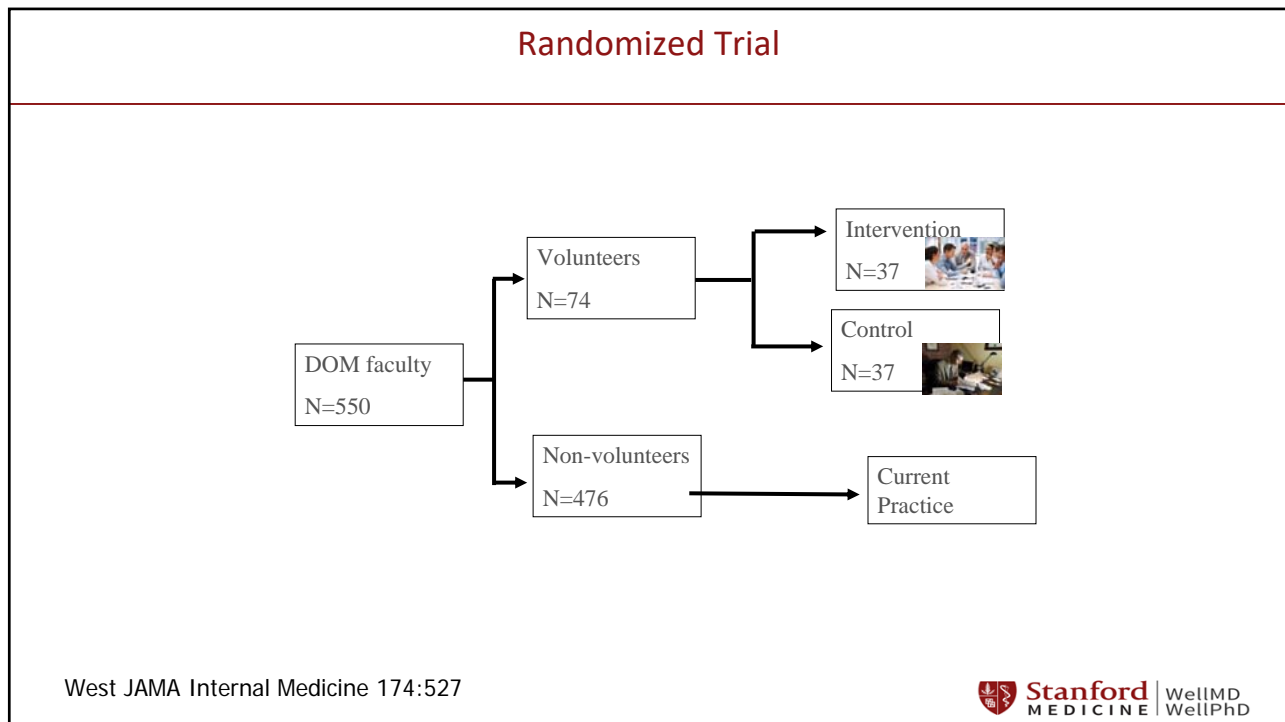 Randomized Trial
Intervention
N=37
Volunteers
N=74
Control
N=37
DOM faculty
N=550
Non-volunteers
N=476
Current
Practice
West JAMA Internal Medicine 174:527
Stanford
MEDICINE
WellMD
WellPhD